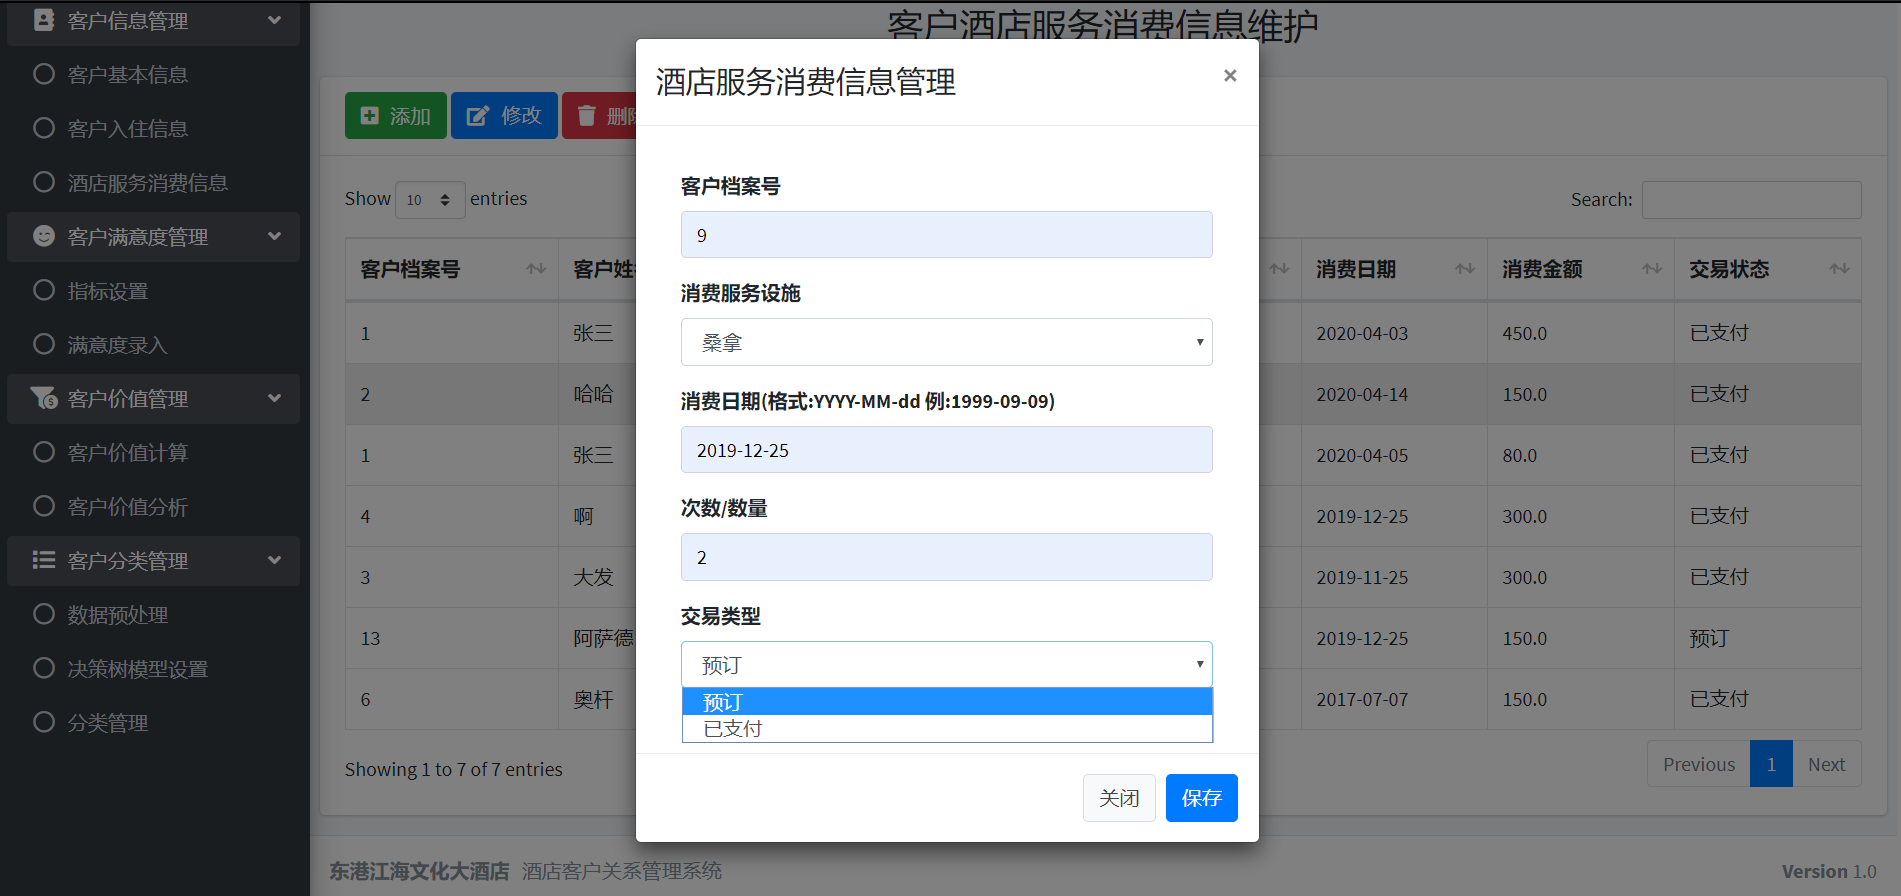 客户信息管理
客户基本信息
客户入住信息
酒店服务消费信息
客户满意度管理
指标设置
满意度录入
客户价值管理
客户价值计算
客户价值分析
客户分类管理
数据预处理
决策树模型设置
分类管理
客户酒店服务消费信息维护
添加
修改
删除
Show 10 entries
Search:
客户档案号 客户姓 消费日期 消费金额 交易状态
1 张三 2020-04-03 450.0 已支付
2 哈哈 2020-04-14 150.0 已支付
1 张三 2020-04-05 80.0 已支付
4 啊 2019-12-25 300.0 已支付
3 大发 2019-11-25 300.0 已支付
13 阿萨德 2019-12-25 150.0 预订
6 奥杆 2017-07-07 150.0 已支付
Showing 1 to 7 of 7 entries
Previous 1 Next
酒店服务消费信息管理
×
客户档案号
9
消费服务设施
桑拿
消费日期(格式:YYYY-MM-dd 例:1999-09-09)
2019-12-25
次数/数量
2
交易类型
预订
预订
已支付
关闭
保存
东港江海文化大酒店 酒店客户关系管理系统
Version 1.0